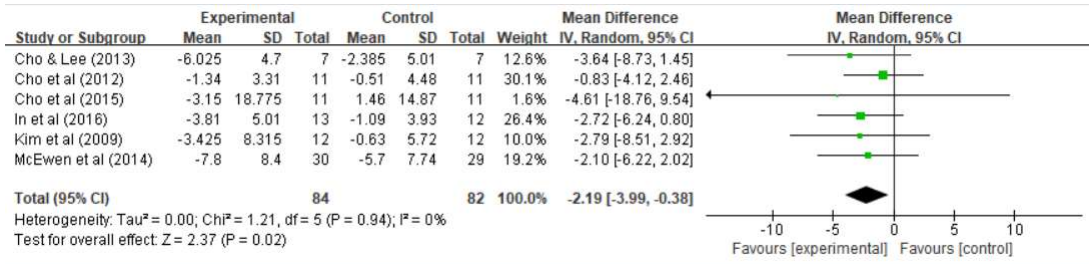 Experimental Control Mean Difference Mean Difference
Study or Subgroup Mean SD Total Mean SD Total Weight IV, Random, 95% CI IV, Random, 95% CI
Cho & Lee (2013) -6.025 4.7 7 -2.385 5.01 7 12.6% -3.64 [-8.73, 1.45]
Cho et al (2012) -1.34 3.31 11 -0.51 4.48 11 30.1% -0.83 [-4.12, 2.46]
Cho et al (2015) -3.15 18.775 11 1.46 14.87 11 1.6% -4.61 [-18.76, 9.54]
In et al (2016) -3.81 5.01 13 -1.09 3.93 12 26.4% -2.72 [-6.24, 0.80]
Kim et al (2009) -3.425 8.315 12 -0.63 5.72 12 10.0% -2.79 [-8.51, 2.92]
McEwen et al (2014) -7.8 8.4 30 -5.7 7.74 29 19.2% -2.10 [-6.22, 2.02]
Total (95% CI) 84 82 100.0% -2.19 [-3.99, -0.38]
Heterogeneity: Tau² = 0.00; Chi² = 1.21, df = 5 (P = 0.94); I² = 0%
Test for overall effect: Z = 2.37 (P = 0.02)
-10 -5 0 5 10
Favours [experimental] Favours [control]